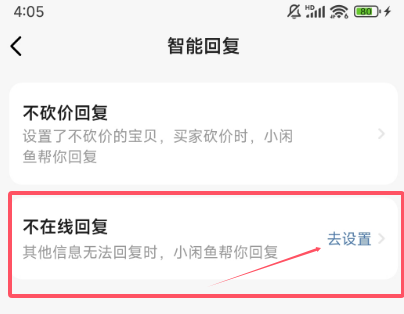 4:05
HD
80
智能回复
不砍价回复
设置了不砍价的宝贝，买家砍价时，小闲
鱼帮你回复
不在线回复
其他信息无法回复时，小闲鱼帮你回复
去设置